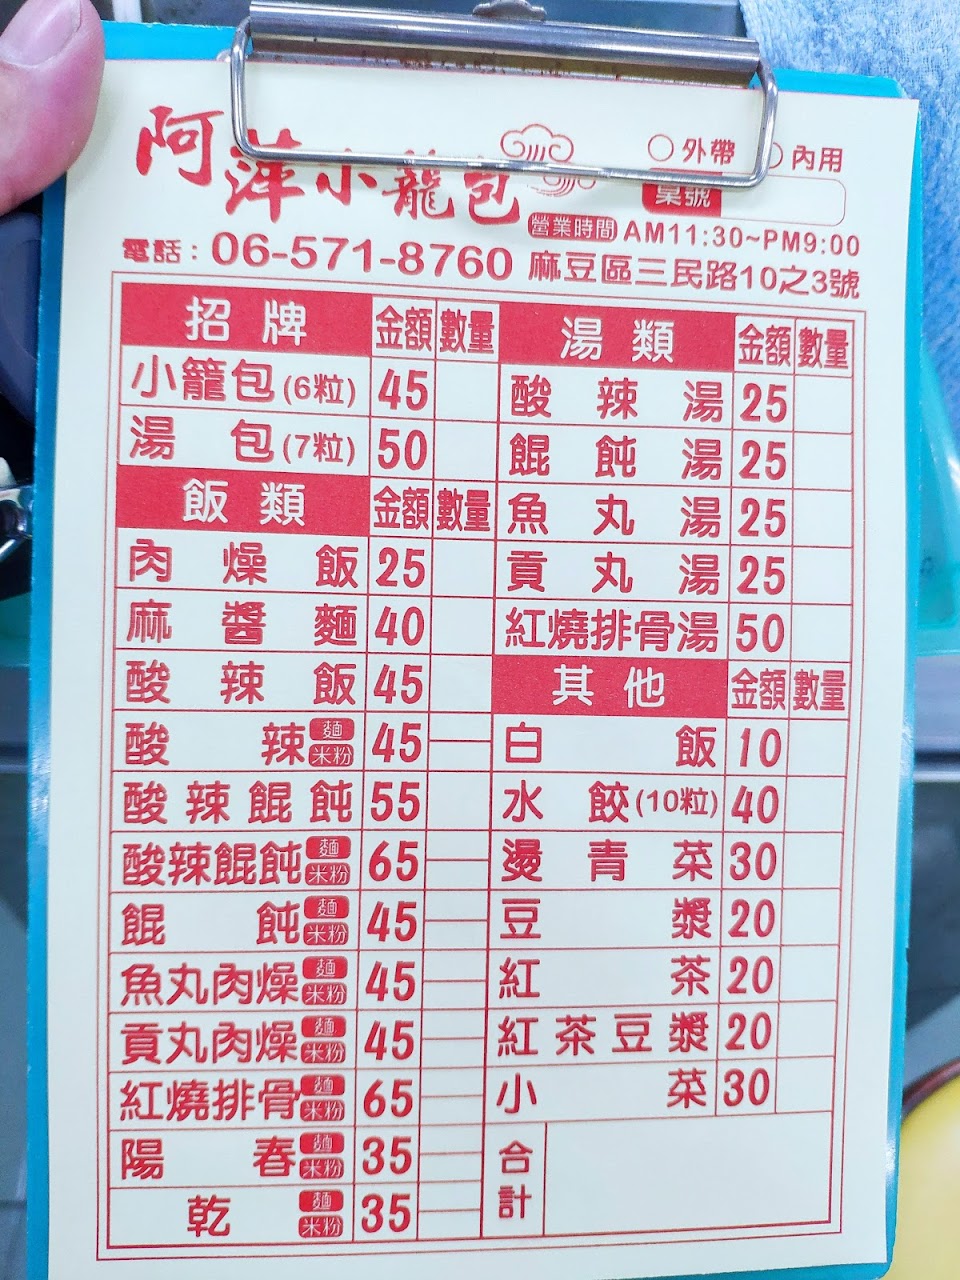 阿萍小龍包
外帶 內用
桌號
營業時間 AM11:30~PM9:00
電話：06-571-8760 麻豆區三民路10之3號
招牌 金額 數量
小籠包(6粒) 45
湯包(7粒) 50
飯類 金額 數量
肉燥飯 25
麻醬麵 40
酸辣飯 45
酸辣 麵 米粉 45
酸辣餛飩 55
酸辣餛飩 麵 米粉 65
餛飩 麵 米粉 45
魚丸肉燥 麵 米粉 45
貢丸肉燥 麵 米粉 45
紅燒排骨 麵 米粉 65
陽春 麵 米粉 35
乾 麵 米粉 35
湯類 金額 數量
酸辣湯 25
餛飩湯 25
魚丸湯 25
貢丸湯 25
紅燒排骨湯 50
其他 金額 數量
白飯 10
水餃(10粒) 40
燙青菜 30
豆漿 20
紅茶 20
紅茶豆漿 20
小菜 30
合計